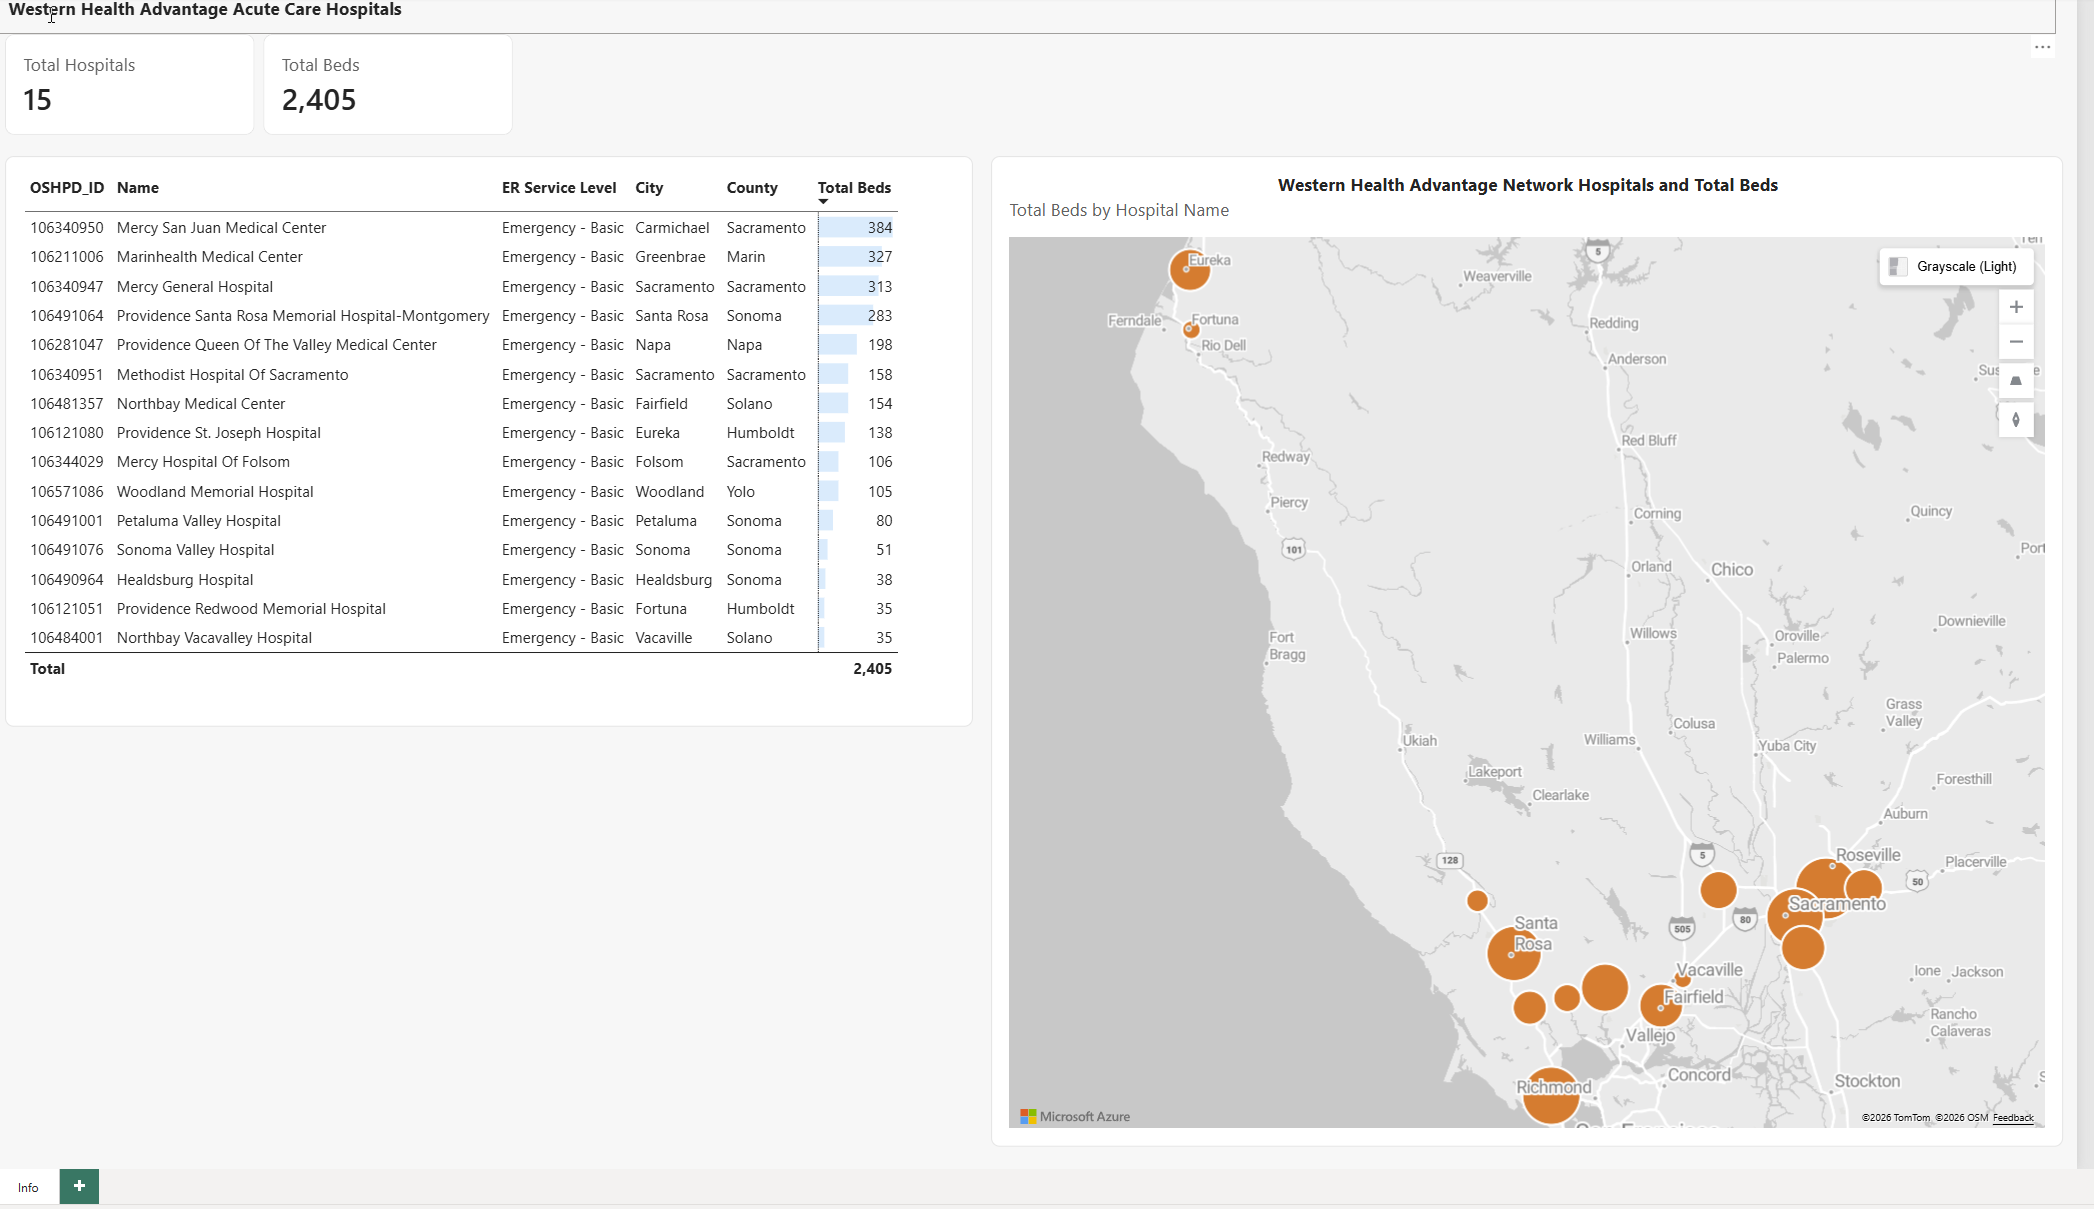 Western Health Advantage Acute Care Hospitals
Total Hospitals
15
Total Beds
2,405
OSHPD_ID Name ER Service Level City County Total Beds
106340950 Mercy San Juan Medical Center Emergency - Basic Carmichael Sacramento 384
106211006 Marinhealth Medical Center Emergency - Basic Greenbrae Marin 327
106340947 Mercy General Hospital Emergency - Basic Sacramento Sacramento 313
106491064 Providence Santa Rosa Memorial Hospital-Montgomery Emergency - Basic Santa Rosa Sonoma 283
106281047 Providence Queen Of The Valley Medical Center Emergency - Basic Napa Napa 198
106340951 Methodist Hospital Of Sacramento Emergency - Basic Sacramento Sacramento 158
106481357 Northbay Medical Center Emergency - Basic Fairfield Solano 154
106121080 Providence St. Joseph Hospital Emergency - Basic Eureka Humboldt 138
106344029 Mercy Hospital Of Folsom Emergency - Basic Folsom Sacramento 106
106571086 Woodland Memorial Hospital Emergency - Basic Woodland Yolo 105
106491001 Petaluma Valley Hospital Emergency - Basic Petaluma Sonoma 80
106491076 Sonoma Valley Hospital Emergency - Basic Sonoma Sonoma 51
106490964 Healdsburg Hospital Emergency - Basic Healdsburg Sonoma 38
106121051 Providence Redwood Memorial Hospital Emergency - Basic Fortuna Humboldt 35
106484001 Northbay Vacavalley Hospital Emergency - Basic Vacaville Solano 35
Total 2,405
Western Health Advantage Network Hospitals and Total Beds
Total Beds by Hospital Name
5
Eureka
Grayscale (Light)
Weaverville
Ferndale
Fortuna
Redding
Rio Dell
Anderson
Red Bluff
Redway
Piercy
Corning
Quincy
101
Orland
Chico
Downieville
Fort
Bragg
Willows
Oroville
Palermo
Grass
Valley
Colusa
Ukiah
Williams
Yuba City
Lakeport
Foresthill
Clearlake
Auburn
128
5
Roseville
Placerville
50
Sacramento
80
505
Santa
Rosa
Vacaville
Ione
Jackson
Fairfield
Rancho
Calaveras
Vallejo
Concord
Stockton
Richmond
Microsoft Azure
©2026 TomTom ©2026 OSM Feedback
Info